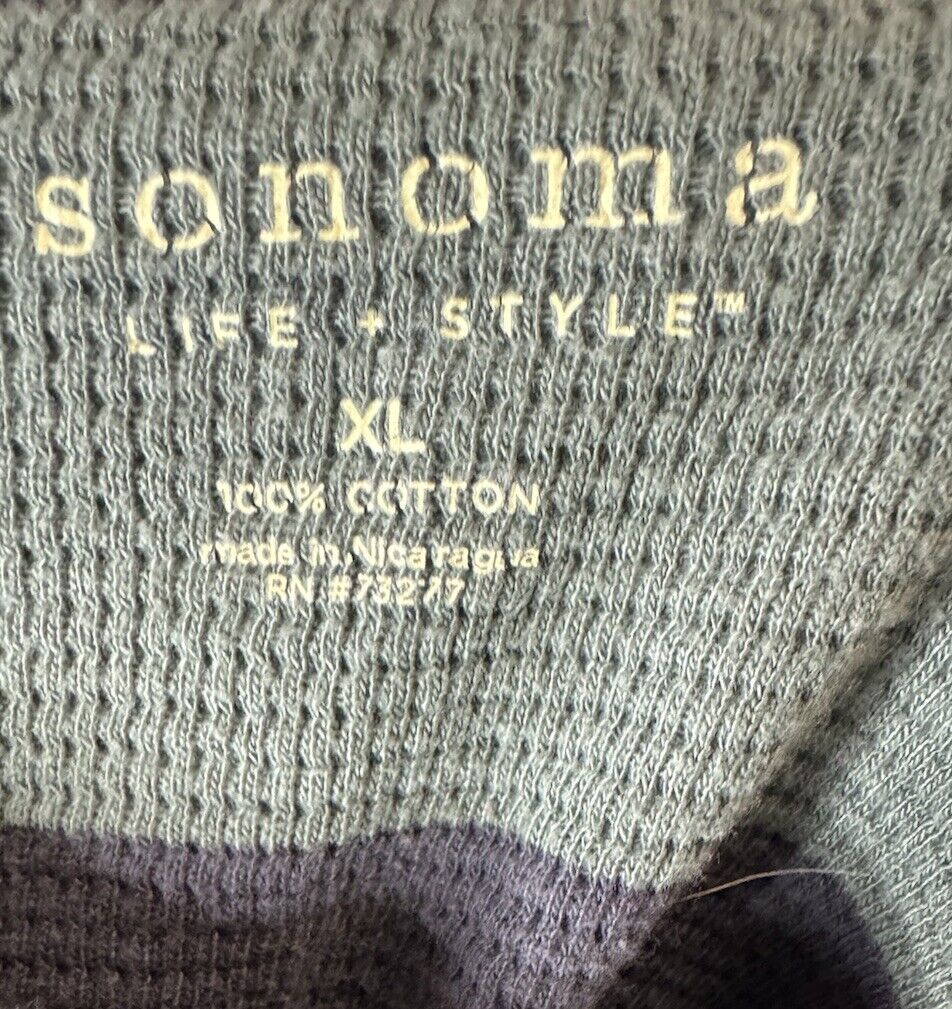 sonoma
LIFE + STYLE™
XL
100% COTTON
made in Nicaragua
RN #73277